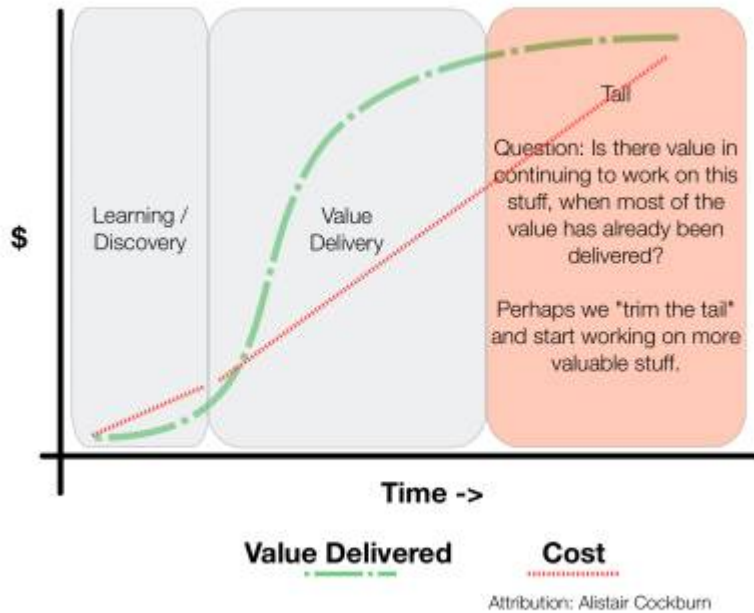 $
Learning /
Discovery
Value
Delivery
Tail
Question: Is there value in
continuing to work on this
stuff, when most of the
value has already been
delivered?
Perhaps we "trim the tail"
and start working on more
valuable stuff.
Time ->
Value Delivered
Cost
Attribution: Alistair Cockburn